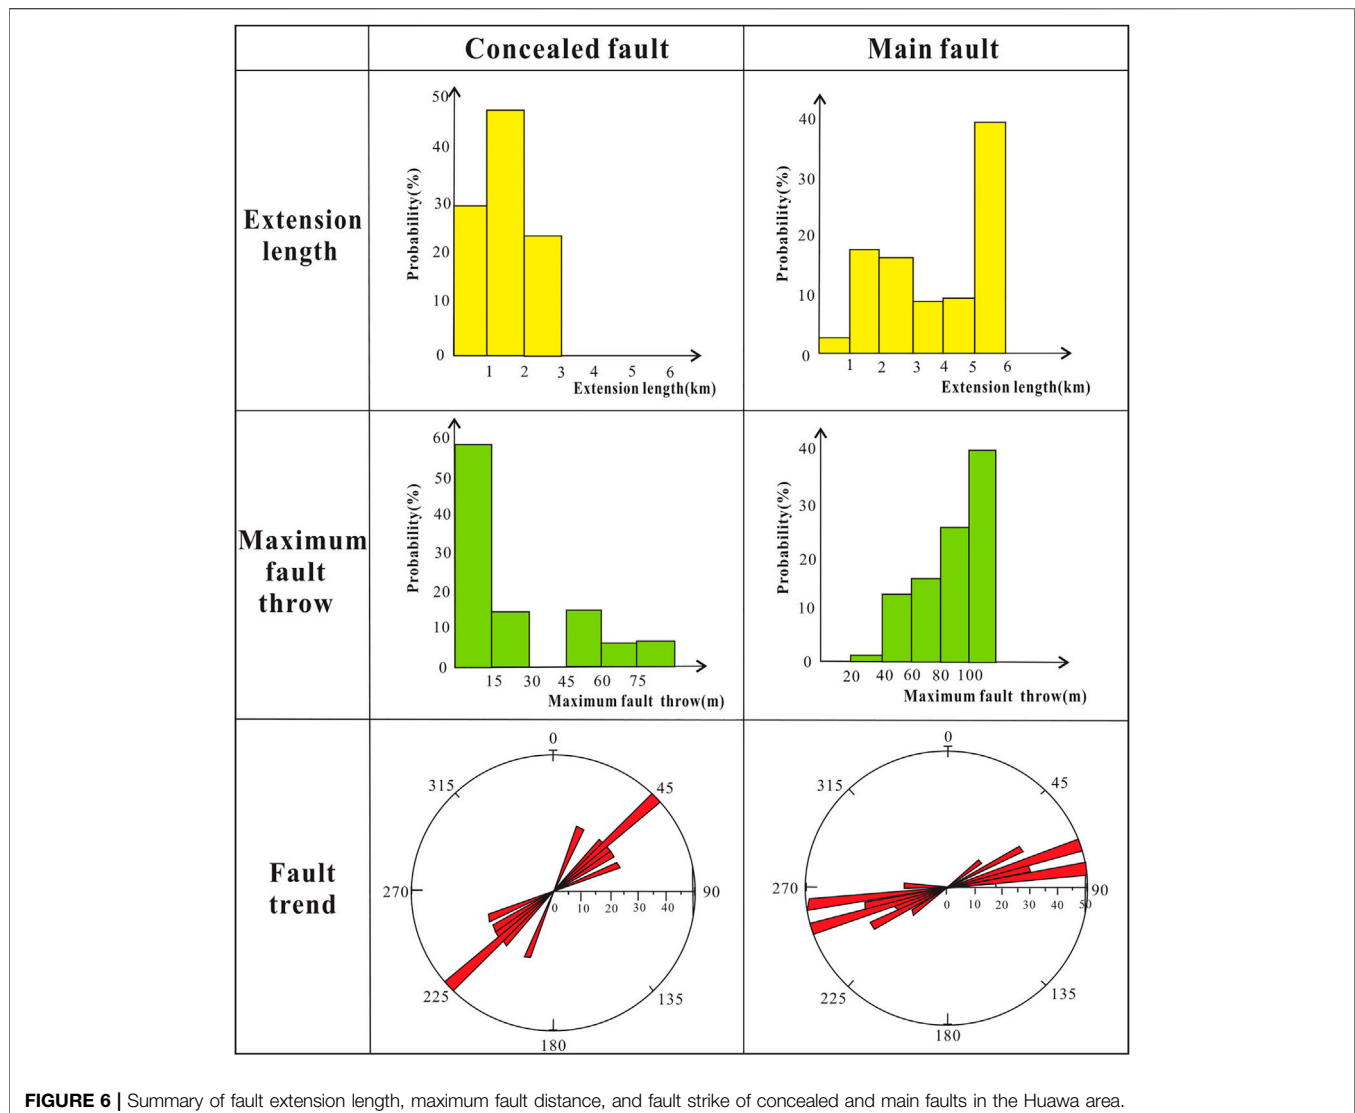 Concealed fault
Main fault
Extension
length
50
40
30
20
10
0
Probability(%)
1 2 3 4 5 6
Extension length(km)
40
30
20
10
0
Probability(%)
1 2 3 4 5 6
Extension length(km)
Maximum
fault
throw
60
50
40
30
20
10
0
Probability(%)
15 30 45 60 75
Maximum fault throw(m)
40
30
20
10
0
Probability(%)
20 40 60 80 100
Maximum fault throw(m)
Fault
trend
0
315
45
270
90
0 10 20 30 40 50
225
135
180
0
315
45
270
90
0 10 20 30 40 50
225
135
180
FIGURE 6 | Summary of fault extension length, maximum fault distance, and fault strike of concealed and main faults in the Huawa area.